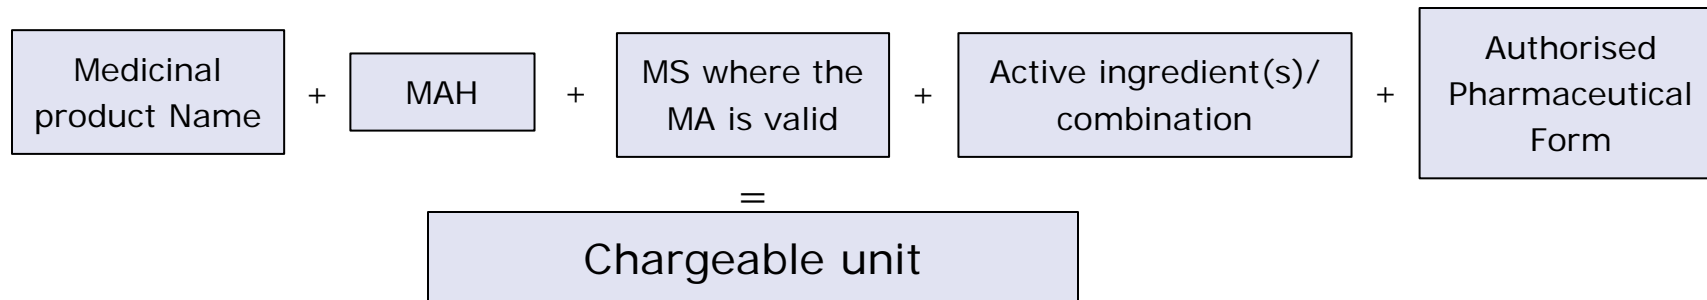 Medicinal
product Name
+
MAH
+
MS where the
MA is valid
+
Active ingredient(s)/
combination
+
Authorised
Pharmaceutical
Form
=
Chargeable unit